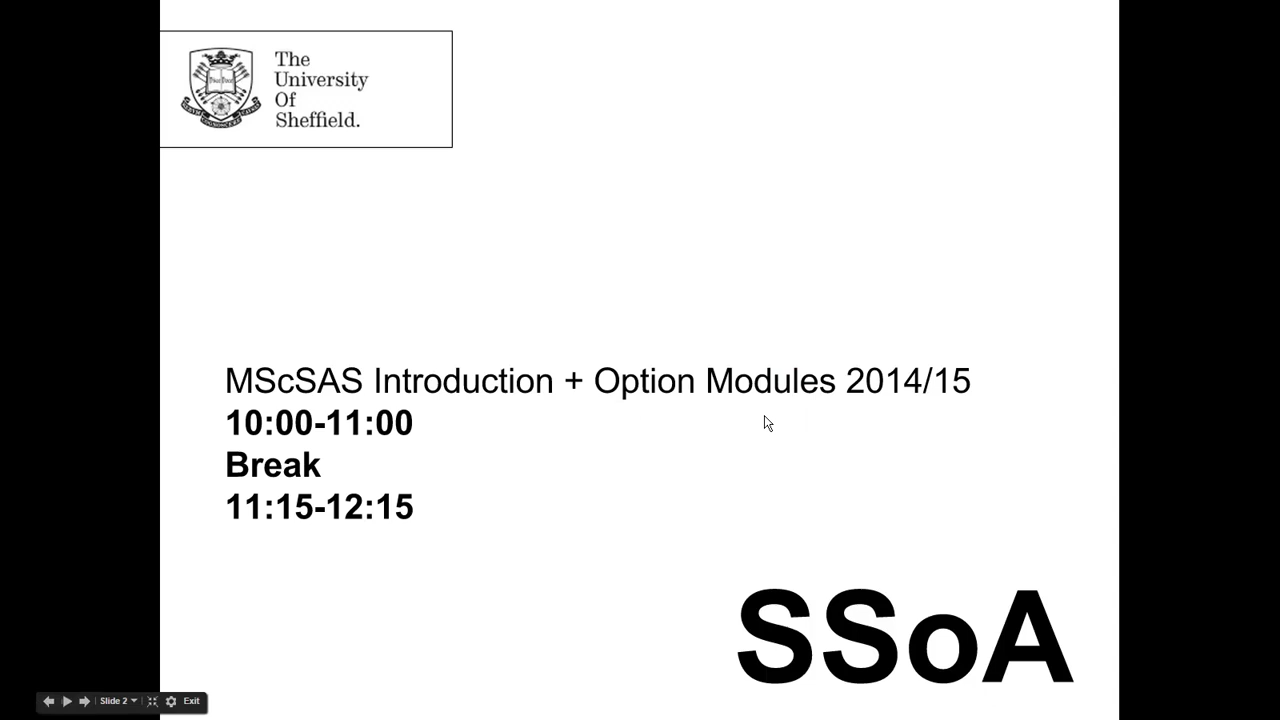 The
University
Of
Sheffield.
MScSAS Introduction + Option Modules 2014/15
10:00-11:00
Break
11:15-12:15
SSoA
Slide 2
Exit